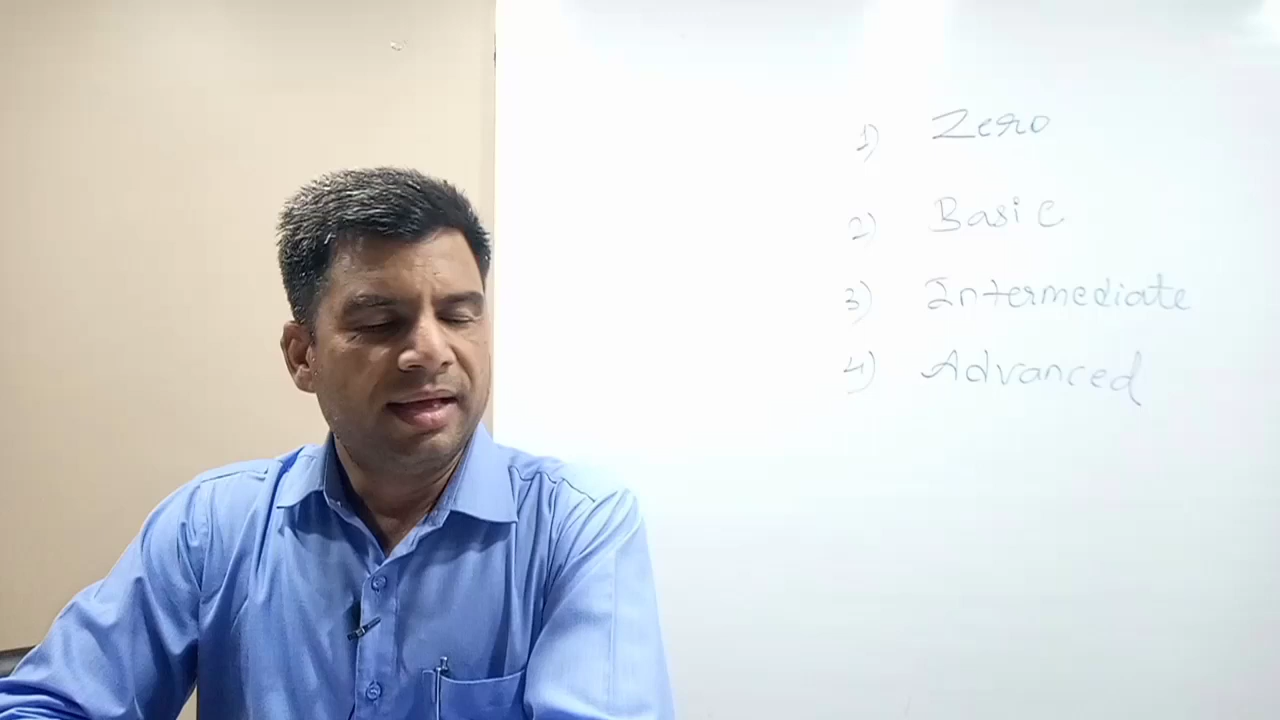 1) Zero
2) Basic
3) Intermediate
4) Advanced